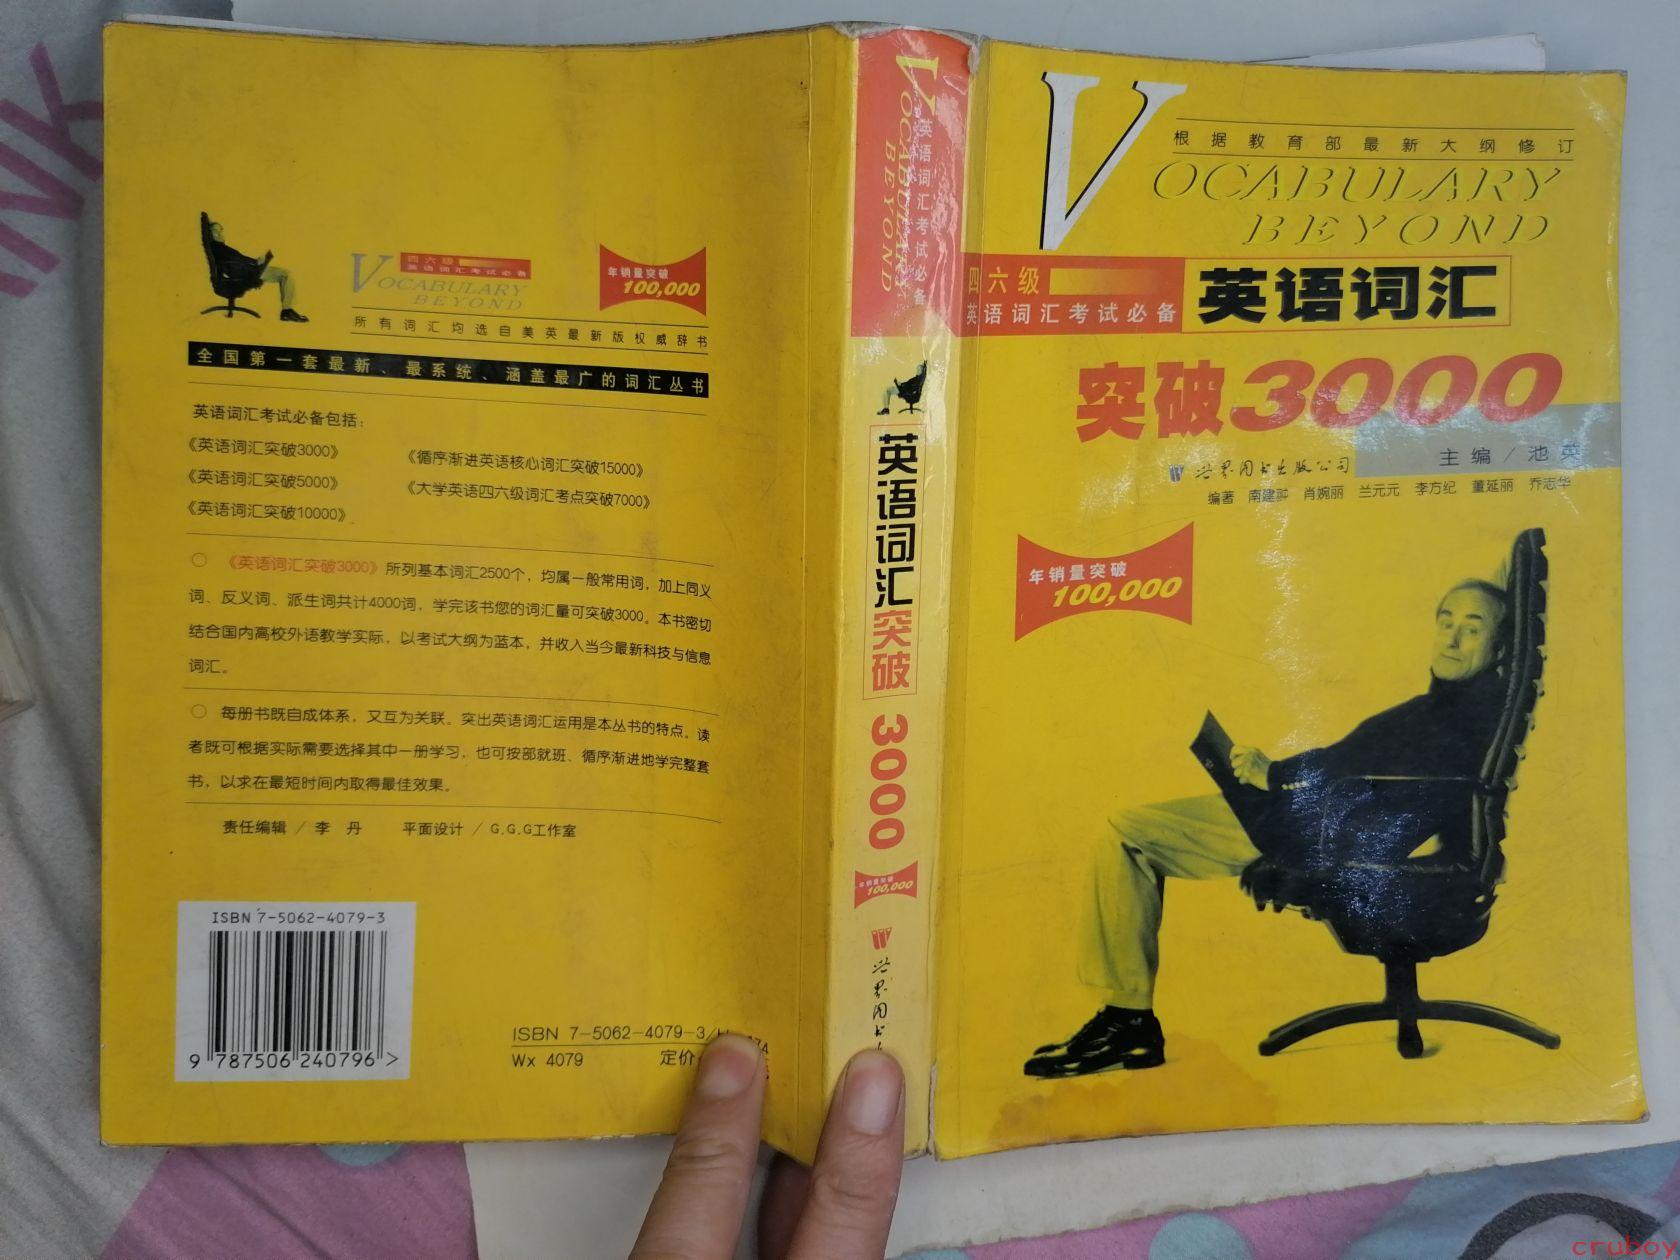 四六级
英语词汇考试必备
VOCABULARY
BEYOND
年销量突破
100,000
所有词汇均选自美英最新版权威辞书
全国第一套最新、最系统、涵盖最广的词汇丛书
英语词汇考试必备包括:
《英语词汇突破3000》
《英语词汇突破5000》
《英语词汇突破10000》
《循序渐进英语核心词汇突破15000》
《大学英语四六级词汇考点突破7000》
○ 《英语词汇突破3000》所列基本词汇2500个，均属一般常用词，加上同义
词、反义词、派生词共计4000词，学完该书您的词汇量可突破3000。本书密切
结合国内高校外语教学实际，以考试大纲为蓝本，并收入当今最新科技与信息
词汇。
○ 每册书既自成体系，又互为关联。突出英语词汇运用是本丛书的特点。读
者既可根据实际需要选择其中一册学习，也可按部就班、循序渐进地学完整套
书，以求在最短时间内取得最佳效果。
责任编辑／李 丹 平面设计／G.G.G工作室
ISBN 7-5062-4079-3
9 787506 240796 >
ISBN 7-5062-4079-3/
Wx 4079 定价
VOCABULARY
BEYOND
英语词汇考试必备
英语词汇突破
3000
年销量突破
100,000
世界图书
根据教育部最新大纲修订
VOCABULARY
BEYOND
四六级
英语词汇考试必备
英语词汇
突破3000
主编／池英
世界图书出版公司
编著 南建翀 肖婉丽 兰元元 李方纪 董延丽 乔志华
年销量突破
100,000
NK
cruboy